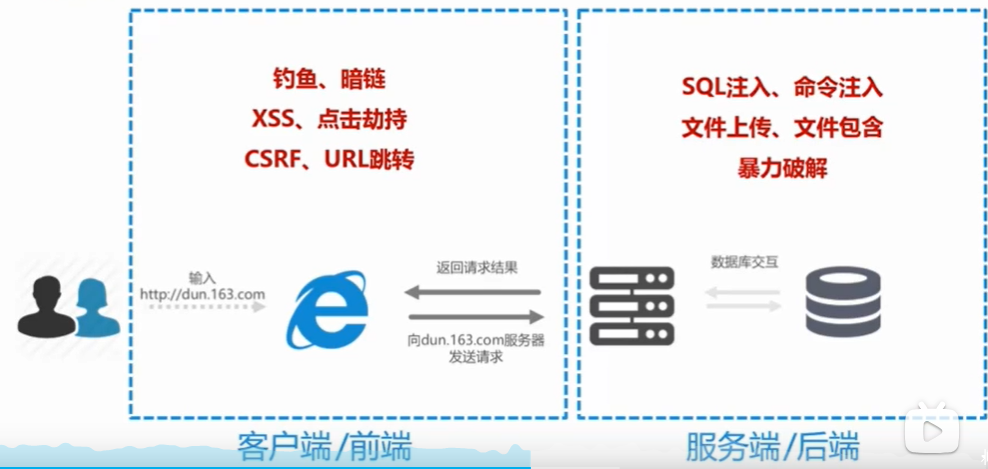 钓鱼、暗链
XSS、点击劫持
CSRF、URL跳转
SQL注入、命令注入
文件上传、文件包含
暴力破解
输入
http://dun.163.com
返回请求结果
向dun.163.com服务器
发送请求
数据库交互
客户端/前端
服务端/后端